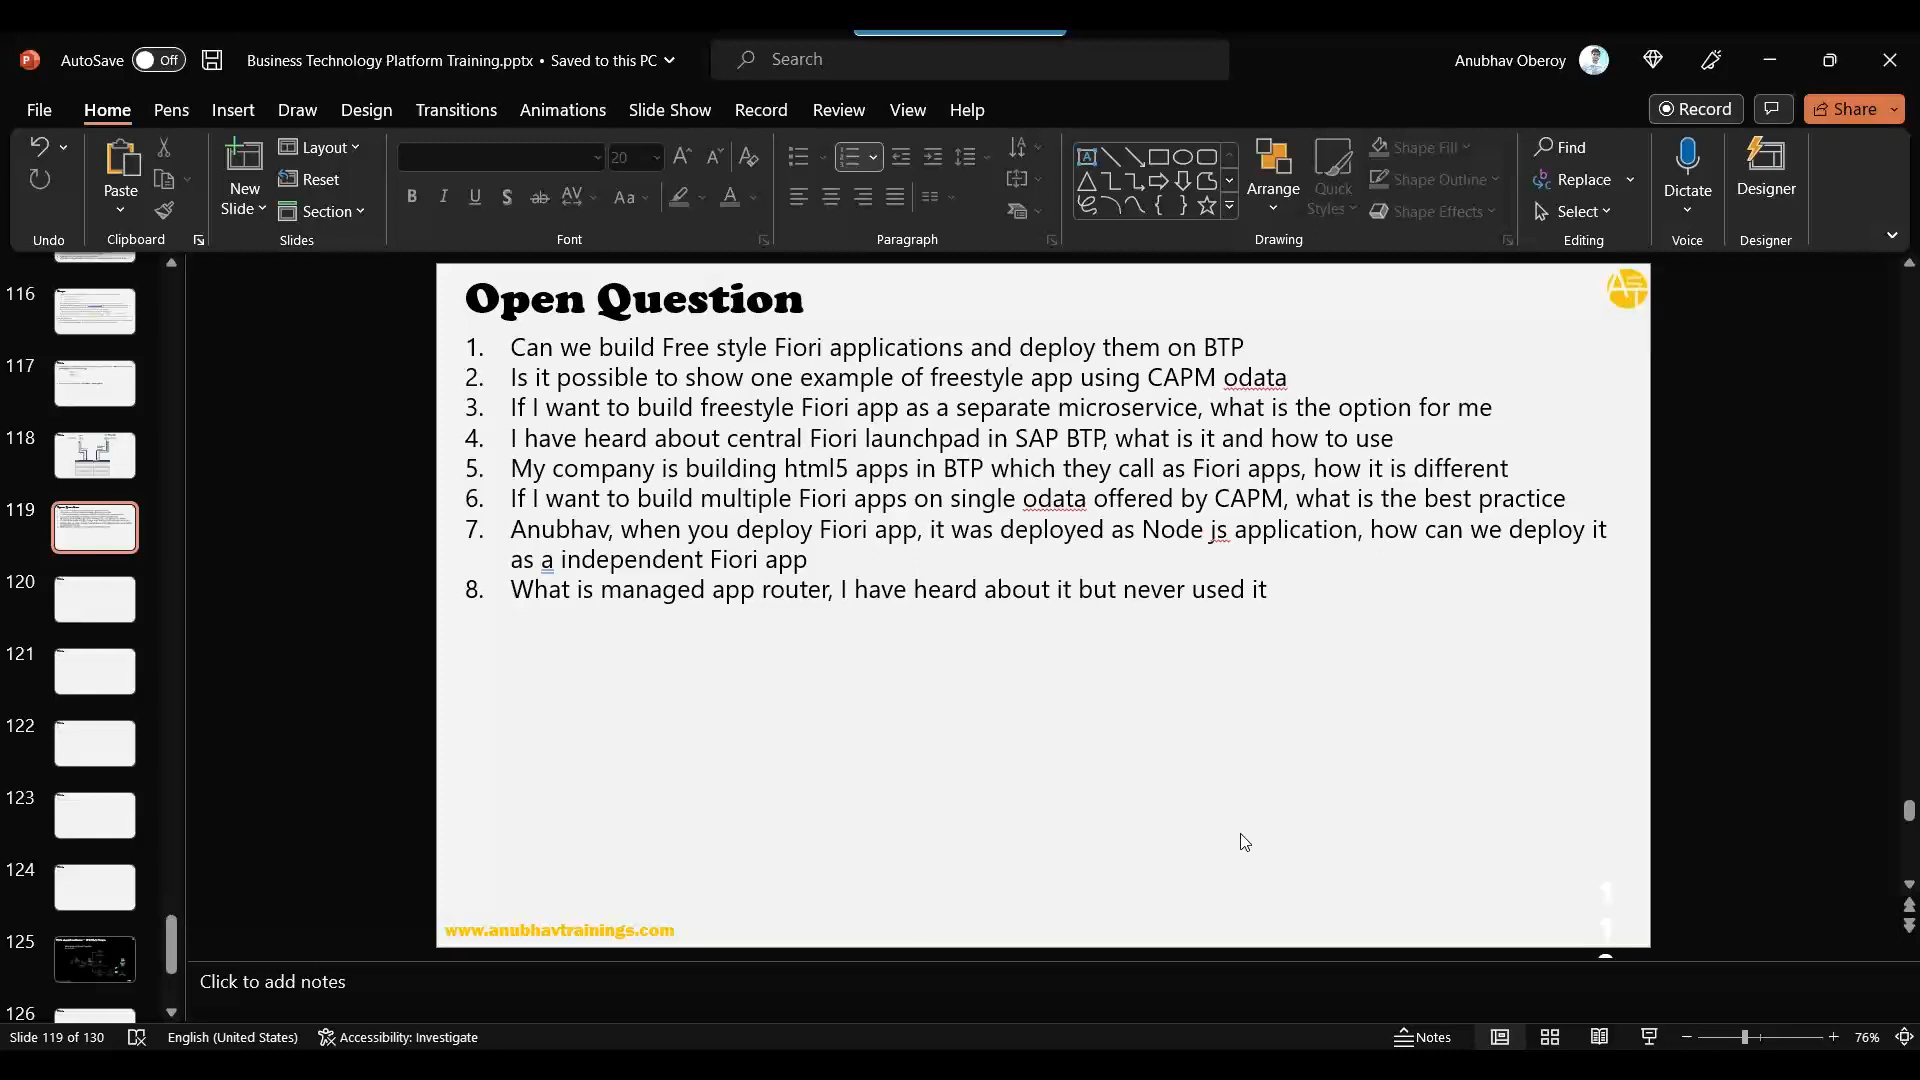 AutoSave Off Business Technology Platform Training.pptx • Saved to this PC Search Anubhav Oberoy
File Home Pens Insert Draw Design Transitions Animations Slide Show Record Review View Help Record Share
Paste
New Slide
Layout
Reset
Section
20
B I U S ab AV Aa A
Arrange
Quick Styles
Shape Fill
Shape Outline
Shape Effects
Find
Replace
Select
Dictate
Designer
Undo Clipboard Slides Font Paragraph Drawing Editing Voice Designer
116
117
118
119
120
121
122
123
124
125
126
Open Question
1. Can we build Free style Fiori applications and deploy them on BTP
2. Is it possible to show one example of freestyle app using CAPM odata
3. If I want to build freestyle Fiori app as a separate microservice, what is the option for me
4. I have heard about central Fiori launchpad in SAP BTP, what is it and how to use
5. My company is building html5 apps in BTP which they call as Fiori apps, how it is different
6. If I want to build multiple Fiori apps on single odata offered by CAPM, what is the best practice
7. Anubhav, when you deploy Fiori app, it was deployed as Node js application, how can we deploy it
as a independent Fiori app
8. What is managed app router, I have heard about it but never used it
www.anubhavtrainings.com
1
1
Click to add notes
Slide 119 of 130 English (United States) Accessibility: Investigate Notes 76%